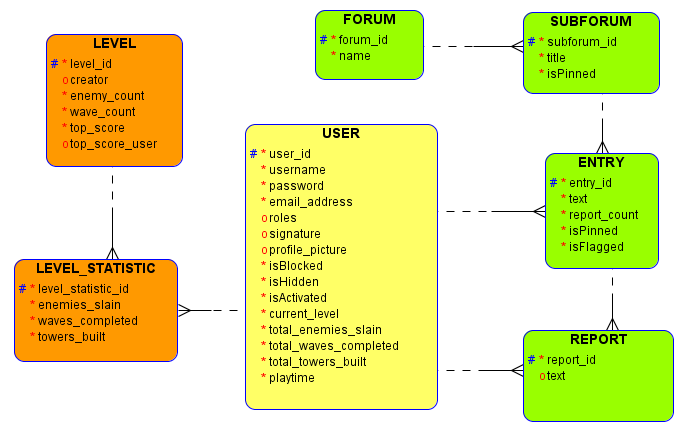 LEVEL
# * level_id
o creator
* enemy_count
* wave_count
* top_score
o top_score_user
FORUM
# * forum_id
* name
SUBFORUM
# * subforum_id
* title
* isPinned
USER
# * user_id
* username
* password
* email_address
o roles
o signature
o profile_picture
* isBlocked
* isHidden
* isActivated
* current_level
* total_enemies_slain
* total_waves_completed
* total_towers_built
* playtime
ENTRY
# * entry_id
* text
* report_count
* isPinned
* isFlagged
LEVEL_STATISTIC
# * level_statistic_id
* enemies_slain
* waves_completed
* towers_built
REPORT
# * report_id
o text